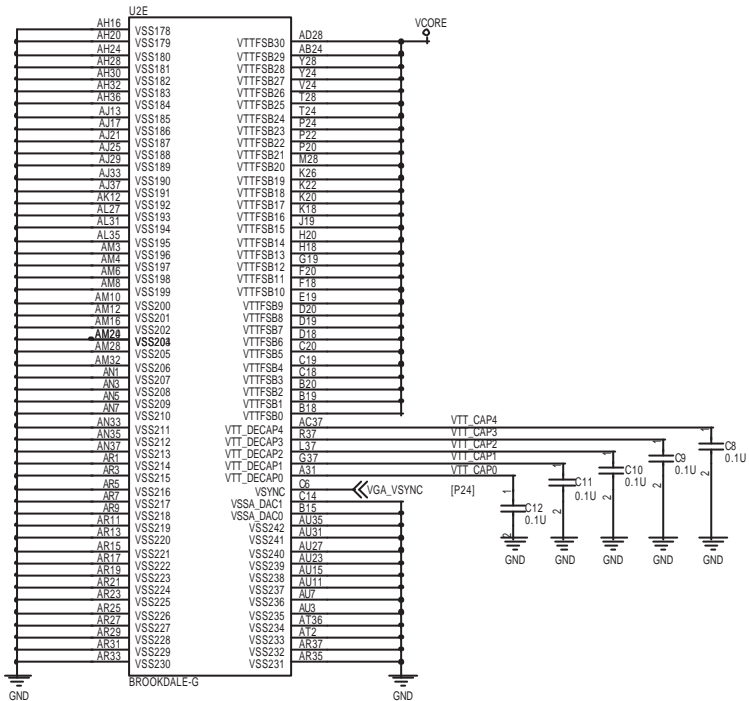 U2E
AH16 VSS178
AH20 VSS179 VTTFSB30 AD28 VCORE
AH24 VSS180 VTTFSB29 AB24
AH28 VSS181 VTTFSB28 Y28
AH30 VSS182 VTTFSB27 Y24
AH32 VSS183 VTTFSB26 V24
AH36 VSS184 VTTFSB25 T28
AJ13 VSS185 VTTFSB24 T24
AJ17 VSS186 VTTFSB23 P24
AJ21 VSS187 VTTFSB22 P22
AJ25 VSS188 VTTFSB21 P20
AJ29 VSS189 VTTFSB20 M28
AJ33 VSS190 VTTFSB19 K26
AJ37 VSS191 VTTFSB18 K22
AK12 VSS192 VTTFSB17 K20
AL27 VSS193 VTTFSB16 K18
AL31 VSS194 VTTFSB15 J19
AL35 VSS195 VTTFSB14 H20
AM3 VSS196 VTTFSB13 H18
AM4 VSS197 VTTFSB12 G19
AM6 VSS198 VTTFSB11 F20
AM8 VSS199 VTTFSB10 F18
AM10 VSS200 VTTFSB9 E19
AM12 VSS201 VTTFSB8 D20
AM16 VSS202 VTTFSB7 D19
VTTFSB6 D18
AM28 VSS205 VTTFSB5 C20
AM32 VSS206 VTTFSB4 C19
AN1 VSS207 VTTFSB3 C18
AN3 VSS208 VTTFSB2 B20
AN5 VSS209 VTTFSB1 B19
AN7 VSS210 VTTFSB0 B18
AN33 VSS211 VTT_DECAP4 AC37 VTT_CAP4
AN35 VSS212 VTT_DECAP3 R37 VTT_CAP3
AN37 VSS213 VTT_DECAP2 L37 VTT_CAP2
AR1 VSS214 VTT_DECAP1 G37 VTT_CAP1
AR3 VSS215 VTT_DECAP0 A31 VTT_CAP0
AR5 VSS216 VSYNC C6 VGA_VSYNC [P24]
AR7 VSS217 VSSA_DAC1 C14
AR9 VSS218 VSSA_DAC0 B15
AR11 VSS219 VSS242 AU35
AR13 VSS220 VSS241 AU31
AR15 VSS221 VSS240 AU27
AR17 VSS222 VSS239 AU23
AR19 VSS223 VSS238 AU15
AR21 VSS224 VSS237 AU11
AR23 VSS225 VSS236 AU7
AR25 VSS226 VSS235 AU3
AR27 VSS227 VSS234 AT36
AR29 VSS228 VSS233 AT2
AR31 VSS229 VSS232 AR37
AR33 VSS230 VSS231 AR35
BROOKDALE-G
GND
GND
1 C8 0.1U 2
1 C9 0.1U 2
1 C10 0.1U 2
1 C11 0.1U 2
1 C12 0.1U 2
GND GND GND GND GND